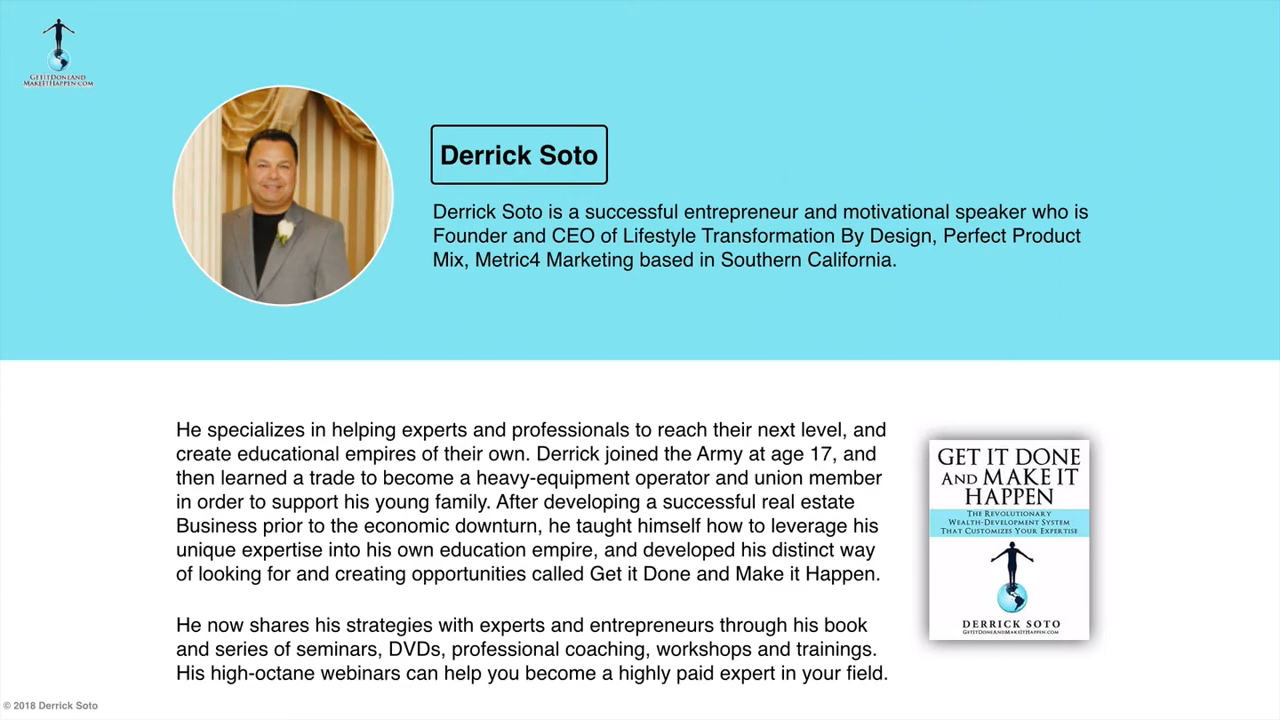 GetItDoneAnd
MakeItHappen.com
Derrick Soto
Derrick Soto is a successful entrepreneur and motivational speaker who is
Founder and CEO of Lifestyle Transformation By Design, Perfect Product
Mix, Metric4 Marketing based in Southern California.
He specializes in helping experts and professionals to reach their next level, and
create educational empires of their own. Derrick joined the Army at age 17, and
then learned a trade to become a heavy-equipment operator and union member
in order to support his young family. After developing a successful real estate
Business prior to the economic downturn, he taught himself how to leverage his
unique expertise into his own education empire, and developed his distinct way
of looking for and creating opportunities called Get it Done and Make it Happen.
He now shares his strategies with experts and entrepreneurs through his book
and series of seminars, DVDs, professional coaching, workshops and trainings.
His high-octane webinars can help you become a highly paid expert in your field.
GET IT DONE
AND MAKE IT
HAPPEN
The Revolutionary
Wealth-Development System
That Customizes Your Expertise
DERRICK SOTO
GetItDoneAndMakeItHappen.com
© 2018 Derrick Soto